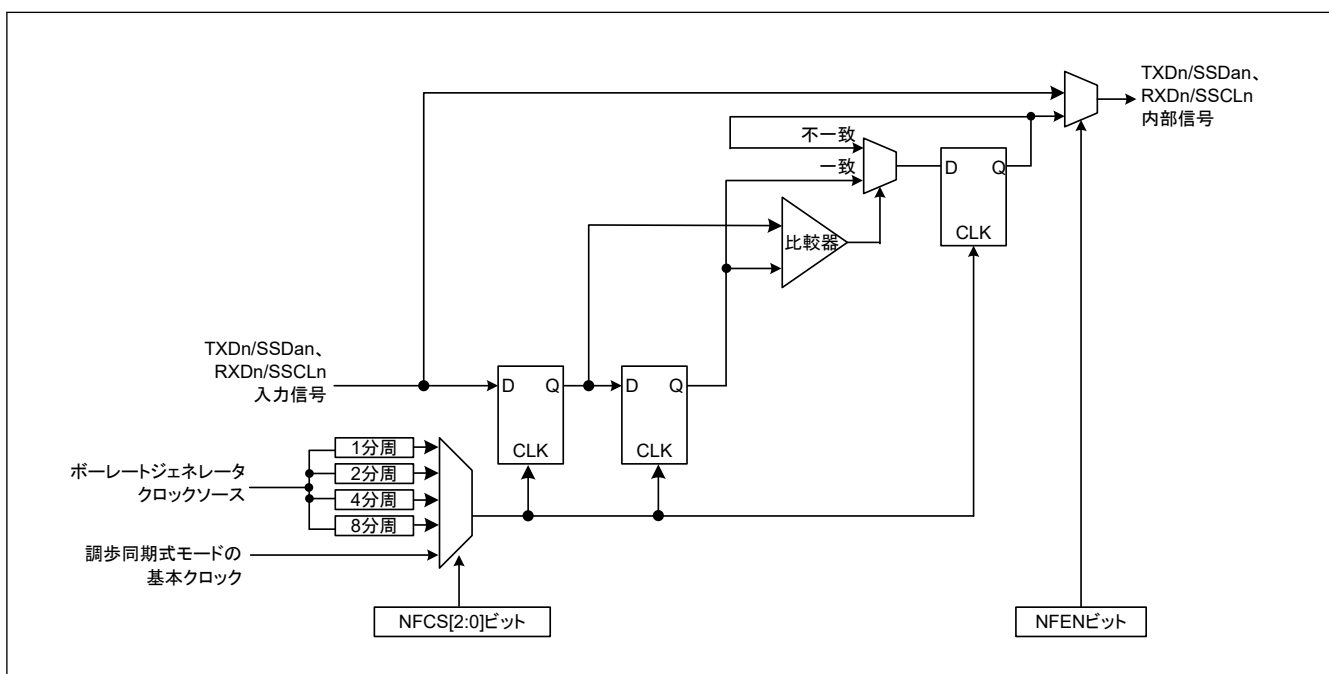 TXDn/SSDan、
RXDn/SSCLn
内部信号
不一致
一致
D
Q
CLK
比較器
TXDn/SSDan、
RXDn/SSCLn
入力信号
D
Q
CLK
D
Q
CLK
ボーレートジェネレータ
クロックソース
1分周
2分周
4分周
8分周
調歩同期式モードの
基本クロック
NFCS[2:0]ビット
NFENビット